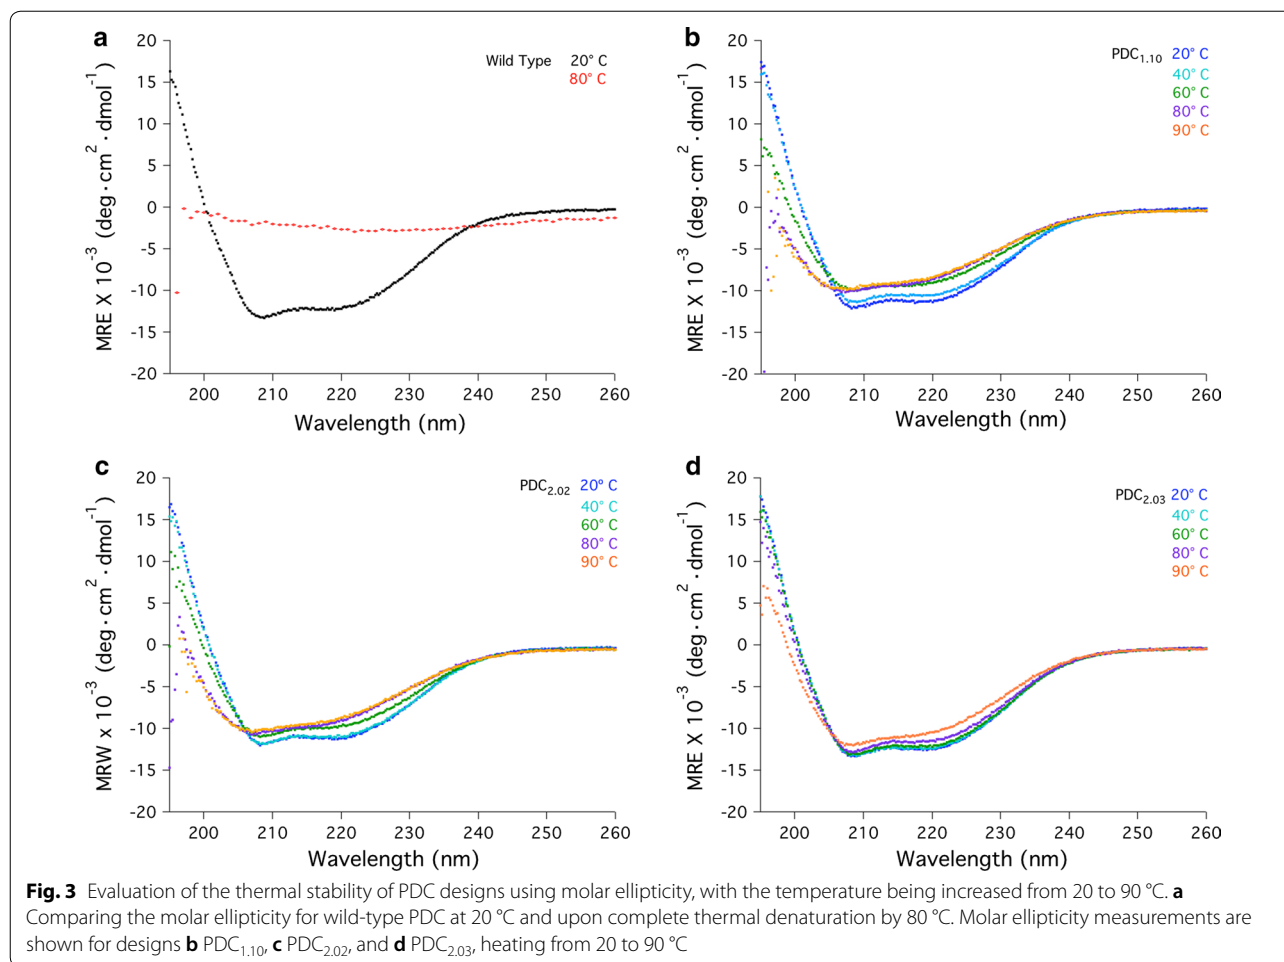 a
20
15
10
5
0
-5
-10
-15
-20
MRE X 10⁻³ (deg·cm²·dmol⁻¹)
Wild Type 20° C
80° C
200 210 220 230 240 250 260
Wavelength (nm)
b
20
15
10
5
0
-5
-10
-15
-20
MRE X 10⁻³ (deg·cm²·dmol⁻¹)
PDC₁.₁₀ 20° C
40° C
60° C
80° C
90° C
200 210 220 230 240 250 260
Wavelength (nm)
c
20
15
10
5
0
-5
-10
-15
-20
MRW x 10⁻³ (deg·cm²·dmol⁻¹)
PDC₂.₀₂ 20° C
40° C
60° C
80° C
90° C
200 210 220 230 240 250 260
Wavelength (nm)
d
20
15
10
5
0
-5
-10
-15
-20
MRE X 10⁻³ (deg·cm²·dmol⁻¹)
PDC₂.₀₃ 20° C
40° C
60° C
80° C
90° C
200 210 220 230 240 250 260
Wavelength (nm)
Fig. 3 Evaluation of the thermal stability of PDC designs using molar ellipticity, with the temperature being increased from 20 to 90 °C. a
Comparing the molar ellipticity for wild-type PDC at 20 °C and upon complete thermal denaturation by 80 °C. Molar ellipticity measurements are
shown for designs b PDC₁.₁₀, c PDC₂.₀₂, and d PDC₂.₀₃, heating from 20 to 90 °C